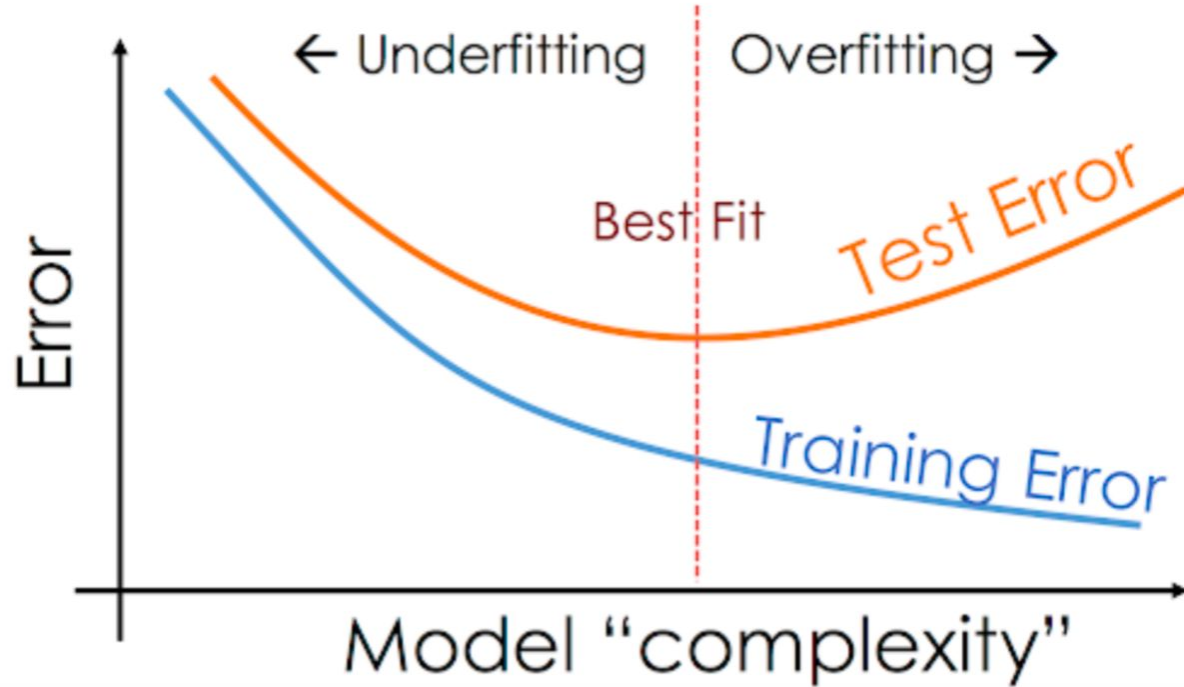 ← Underfitting
Overfitting →
Best Fit
Test Error
Error
Training Error
Model “complexity”